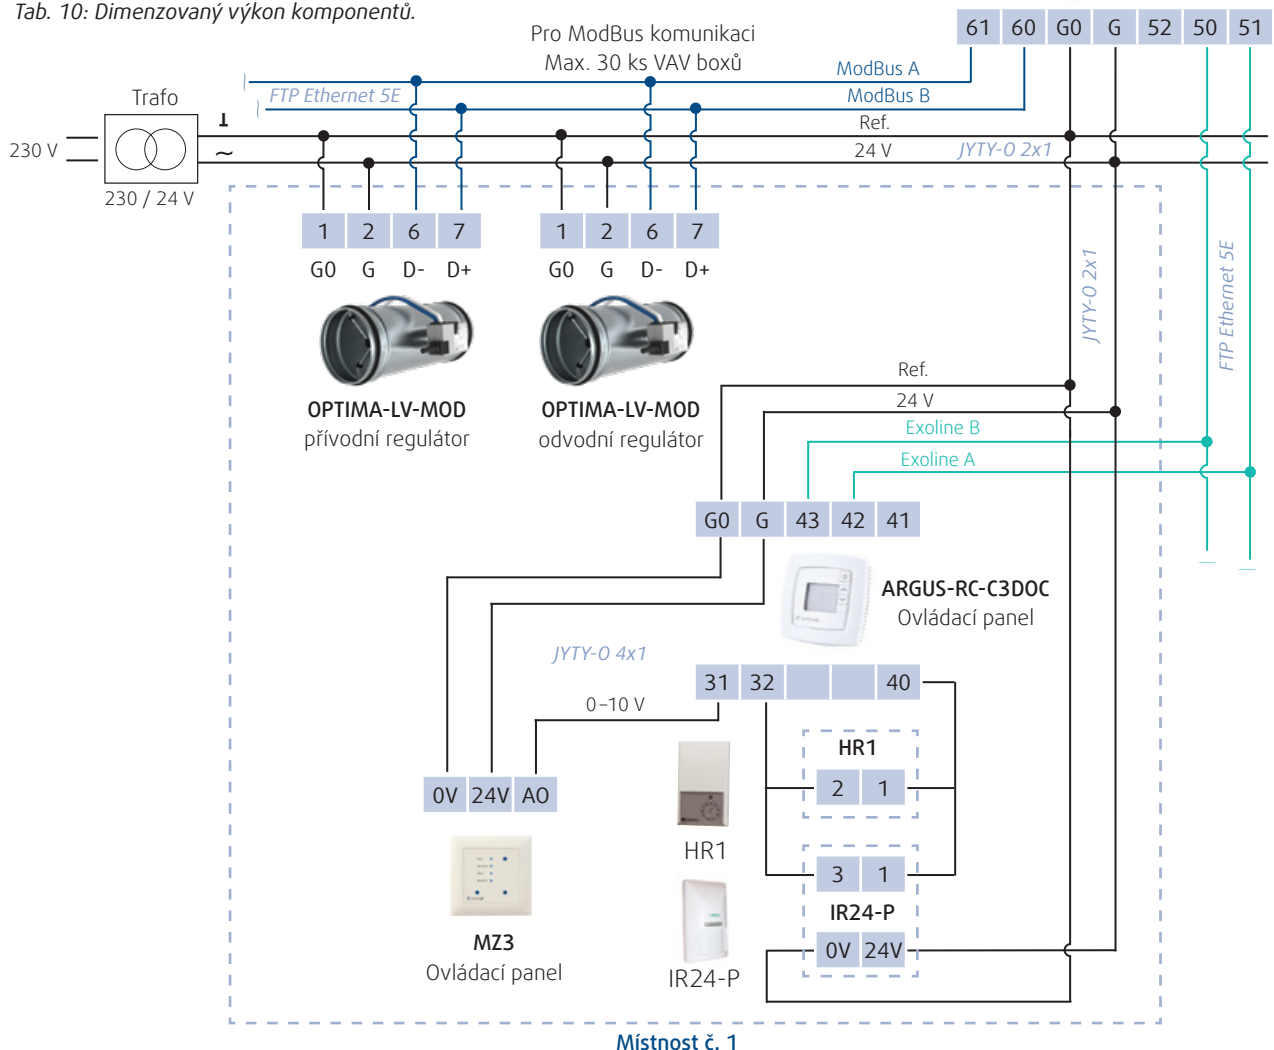 Tab. 10: Dimenzovaný výkon komponentů.
61 60 G0 G 52 50 51
Pro ModBus komunikaci
Max. 30 ks VAV boxů
ModBus A
FTP Ethernet 5E
ModBus B
Trafo
Ref.
230 V
~
24 V
JYTY-O 2x1
230 / 24 V
1 2 6 7
1 2 6 7
G0 G D- D+
G0 G D- D+
JYTY-O 2x1
FTP Ethernet 5E
OPTIMA-LV-MOD
přívodní regulátor
OPTIMA-LV-MOD
odvodní regulátor
Ref.
24 V
Exoline B
Exoline A
G0 G 43 42 41
ARGUS-RC-C3DOC
Ovládací panel
JYTY-O 4x1
31 32 40
0–10 V
HR1
2 1
0V 24V AO
HR1
3 1
IR24-P
0V 24V
MZ3
Ovládací panel
IR24-P
Místnost č. 1